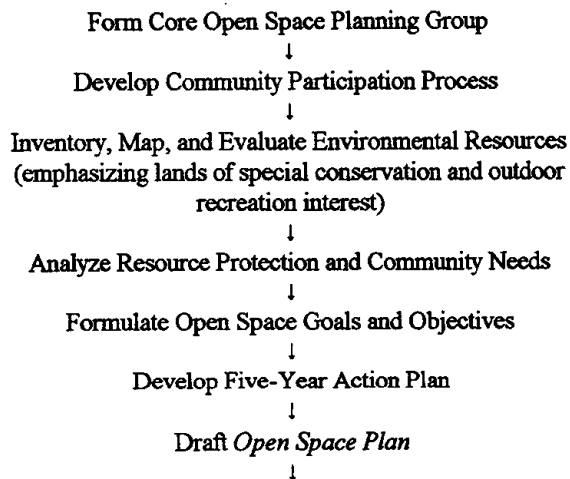 Form Core Open Space Planning Group
↓
Develop Community Participation Process
↓
Inventory, Map, and Evaluate Environmental Resources
(emphasizing lands of special conservation and outdoor
recreation interest)
↓
Analyze Resource Protection and Community Needs
↓
Formulate Open Space Goals and Objectives
↓
Develop Five-Year Action Plan
↓
Draft Open Space Plan
↓